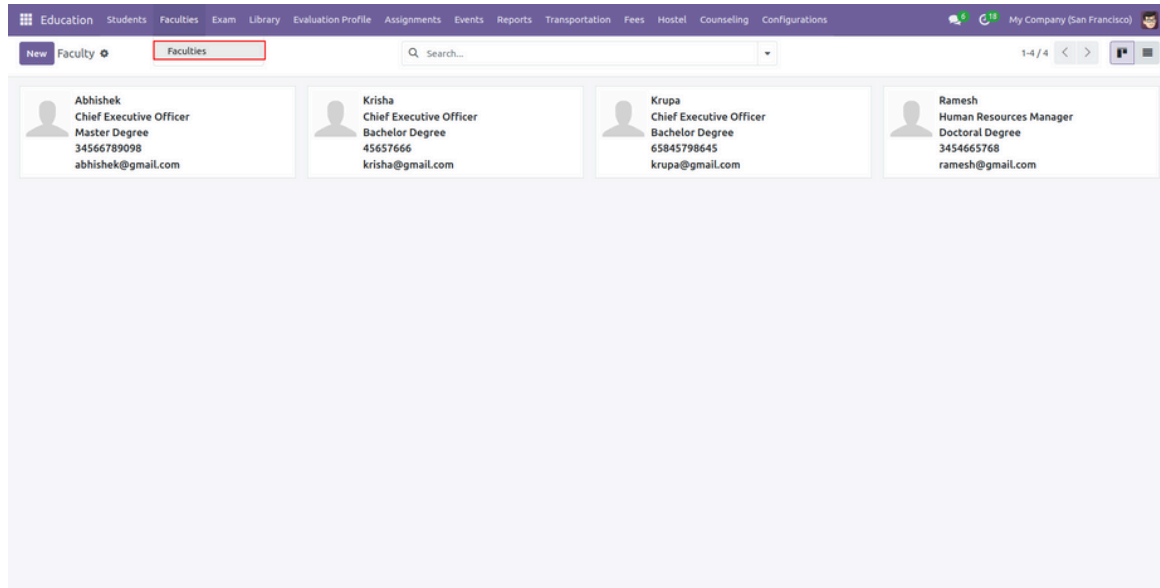 Education Students Faculties Exam Library Evaluation Profile Assignments Events Reports Transportation Fees Hostel Counseling Configurations 6 18 My Company (San Francisco)
New Faculty Faculties Search... 1-4 / 4
Abhishek
Chief Executive Officer
Master Degree
34566789098
abhishek@gmail.com
Krisha
Chief Executive Officer
Bachelor Degree
45657666
krisha@gmail.com
Krupa
Chief Executive Officer
Bachelor Degree
65845798645
krupa@gmail.com
Ramesh
Human Resources Manager
Doctoral Degree
3454665768
ramesh@gmail.com